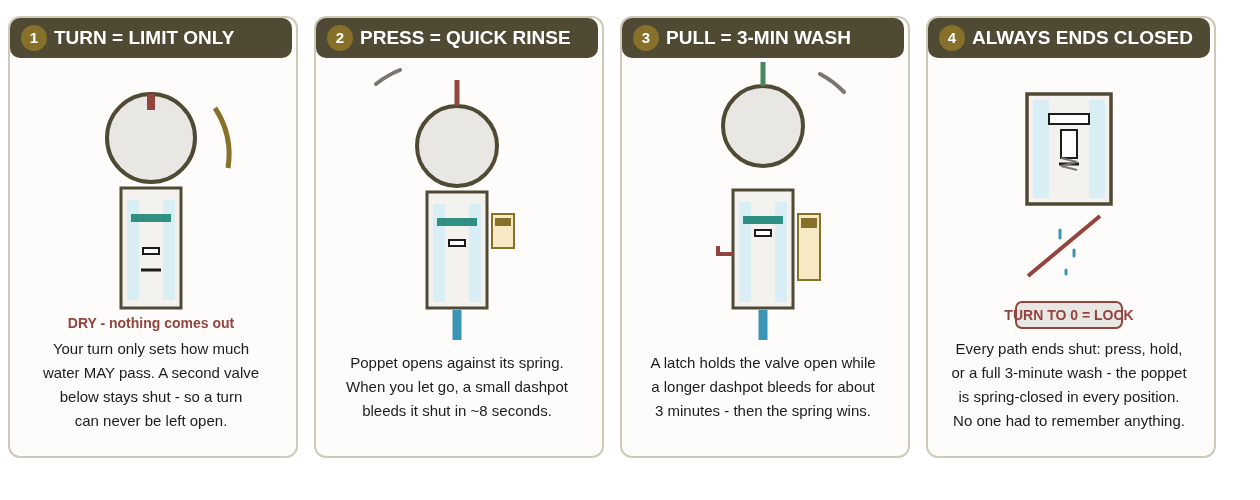 1 TURN = LIMIT ONLY
DRY - nothing comes out
Your turn only sets how much
water MAY pass. A second valve
below stays shut - so a turn
can never be left open.
2 PRESS = QUICK RINSE
Poppet opens against its spring.
When you let go, a small dashpot
bleeds it shut in ~8 seconds.
3 PULL = 3-MIN WASH
A latch holds the valve open while
a longer dashpot bleeds for about
3 minutes - then the spring wins.
4 ALWAYS ENDS CLOSED
TURN TO 0 = LOCK
Every path ends shut: press, hold,
or a full 3-minute wash - the poppet
is spring-closed in every position.
No one had to remember anything.